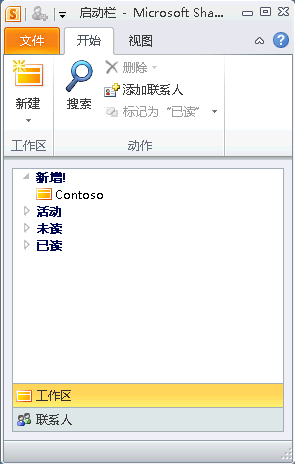 启动栏 - Microsoft Sha...
文件 开始 视图
新建
搜索
删除
添加联系人
标记为“已读”
工作区
动作
新增!
Contoso
活动
未读
已读
工作区
联系人